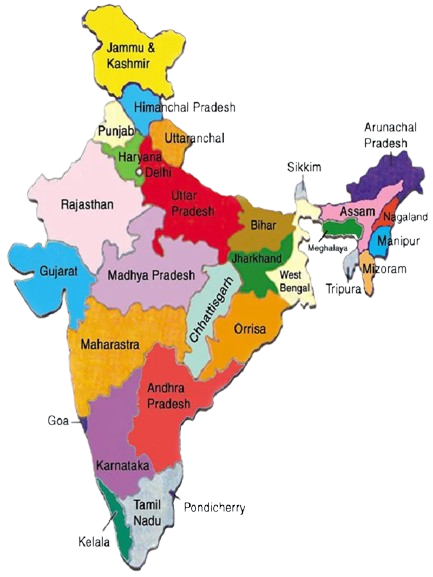 Jammu &
Kashmir
Himanchal Pradesh
Punjab
Uttaranchal
Haryana
Delhi
Arunachal
Pradesh
Sikkim
Rajasthan
Uttar
Pradesh
Assam
Nagaland
Bihar
Meghalaya
Manipur
Jharkhand
Gujarat
Madhya Pradesh
West
Bengal
Mizoram
Tripura
Chhattisgarh
Orrisa
Maharastra
Andhra
Pradesh
Goa
Karnataka
Tamil
Nadu
Pondicherry
Kelala